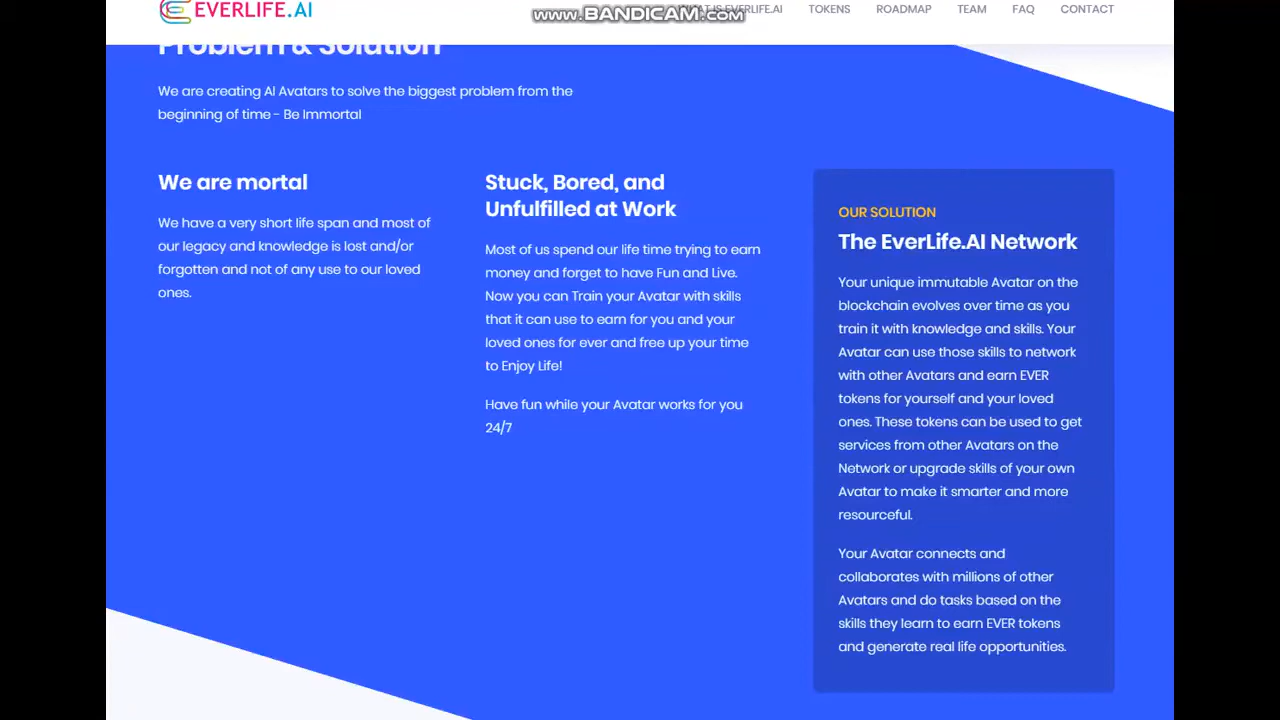 EVERLIFE.AI
www.BANDICAM.com
WHAT IS EVERLIFE.AI
TOKENS
ROADMAP
TEAM
FAQ
CONTACT
Problem & Solution
We are creating AI Avatars to solve the biggest problem from the
beginning of time - Be Immortal
We are mortal
We have a very short life span and most of
our legacy and knowledge is lost and/or
forgotten and not of any use to our loved
ones.
Stuck, Bored, and
Unfulfilled at Work
Most of us spend our life time trying to earn
money and forget to have Fun and Live.
Now you can Train your Avatar with skills
that it can use to earn for you and your
loved ones for ever and free up your time
to Enjoy Life!
Have fun while your Avatar works for you
24/7
OUR SOLUTION
The EverLife.AI Network
Your unique immutable Avatar on the
blockchain evolves over time as you
train it with knowledge and skills. Your
Avatar can use those skills to network
with other Avatars and earn EVER
tokens for yourself and your loved
ones. These tokens can be used to get
services from other Avatars on the
Network or upgrade skills of your own
Avatar to make it smarter and more
resourceful.
Your Avatar connects and
collaborates with millions of other
Avatars and do tasks based on the
skills they learn to earn EVER tokens
and generate real life opportunities.